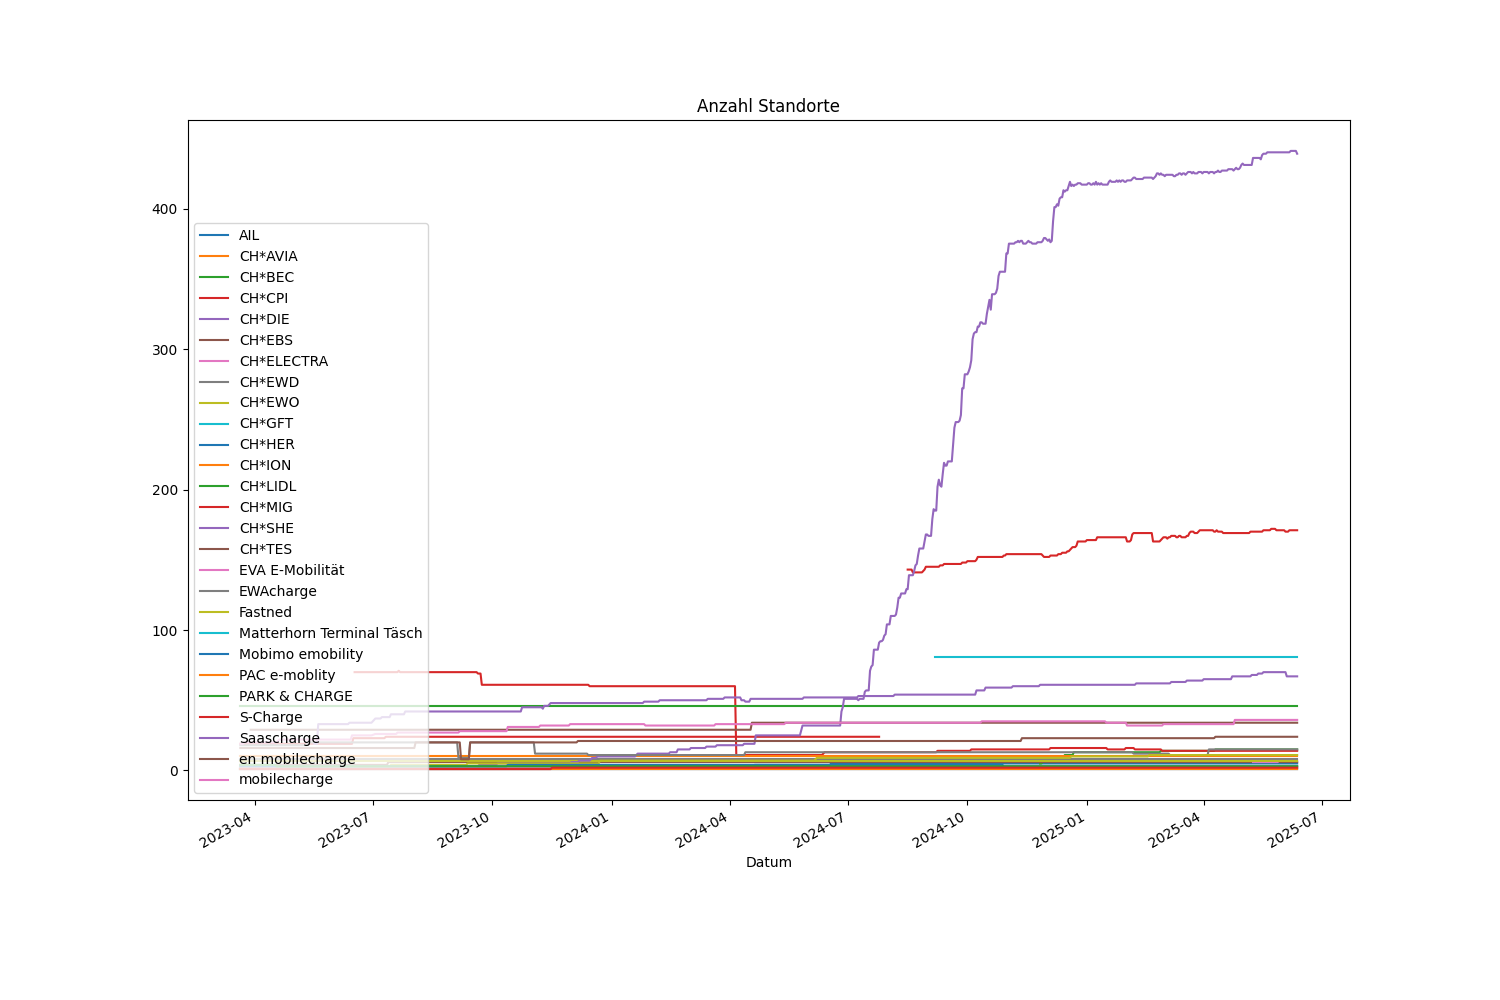 Anzahl Standorte
400
300
200
100
0
AIL
CH*AVIA
CH*BEC
CH*CPI
CH*DIE
CH*EBS
CH*ELECTRA
CH*EWD
CH*EWO
CH*GFT
CH*HER
CH*ION
CH*LIDL
CH*MIG
CH*SHE
CH*TES
EVA E-Mobilität
EWAcharge
Fastned
Matterhorn Terminal Täsch
Mobimo emobility
PAC e-moblity
PARK & CHARGE
S-Charge
Saascharge
en mobilecharge
mobilecharge
2023-04
2023-07
2023-10
2024-01
2024-04
2024-07
2024-10
2025-01
2025-04
2025-07
Datum